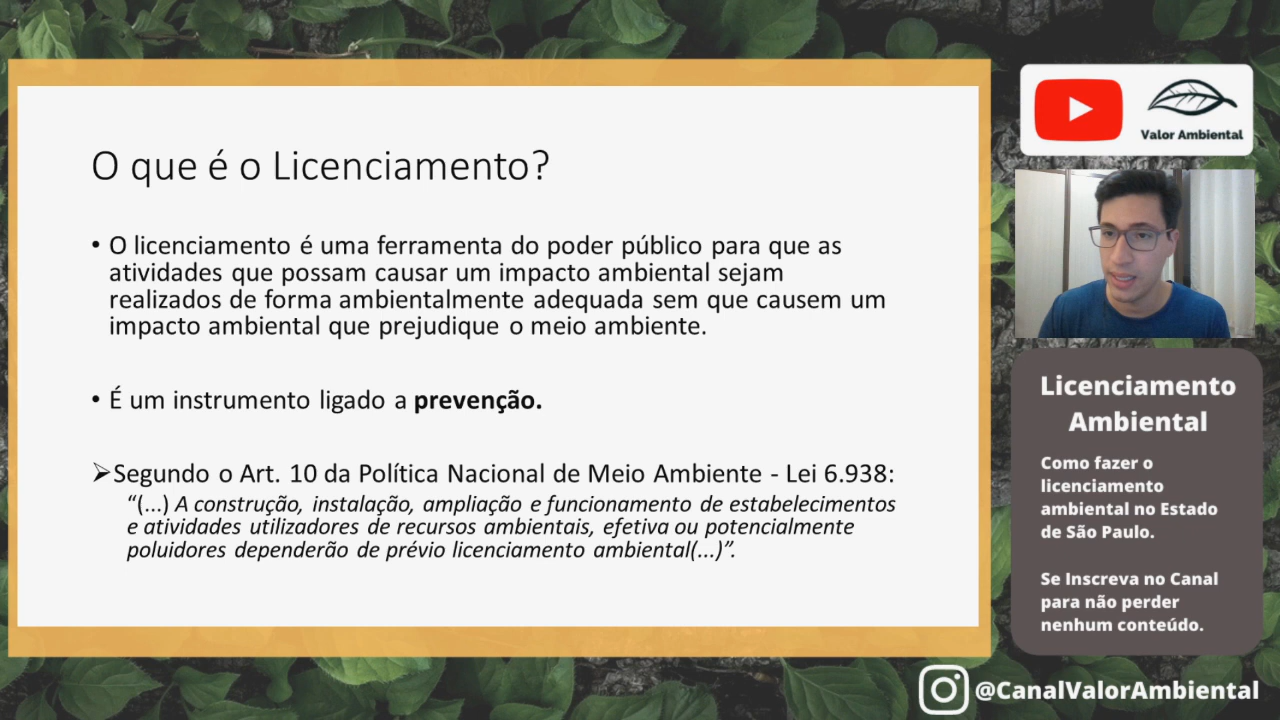 O que é o Licenciamento?
• O licenciamento é uma ferramenta do poder público para que as
atividades que possam causar um impacto ambiental sejam
realizados de forma ambientalmente adequada sem que causem um
impacto ambiental que prejudique o meio ambiente.
• É um instrumento ligado a prevenção.
➢Segundo o Art. 10 da Política Nacional de Meio Ambiente - Lei 6.938:
“(...) A construção, instalação, ampliação e funcionamento de estabelecimentos
e atividades utilizadores de recursos ambientais, efetiva ou potencialmente
poluidores dependerão de prévio licenciamento ambiental(...)”.
Valor Ambiental
Licenciamento
Ambiental
Como fazer o
licenciamento
ambiental no Estado
de São Paulo.
Se Inscreva no Canal
para não perder
nenhum conteúdo.
@CanalValorAmbiental